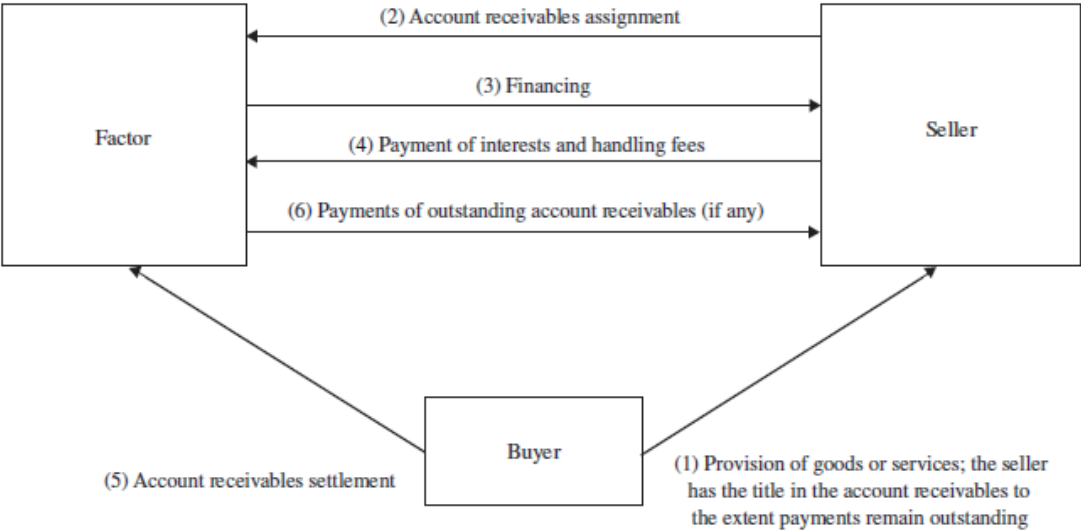 (2) Account receivables assignment
(3) Financing
Factor
Seller
(4) Payment of interests and handling fees
(6) Payments of outstanding account receivables (if any)
Buyer
(5) Account receivables settlement
(1) Provision of goods or services; the seller
has the title in the account receivables to
the extent payments remain outstanding